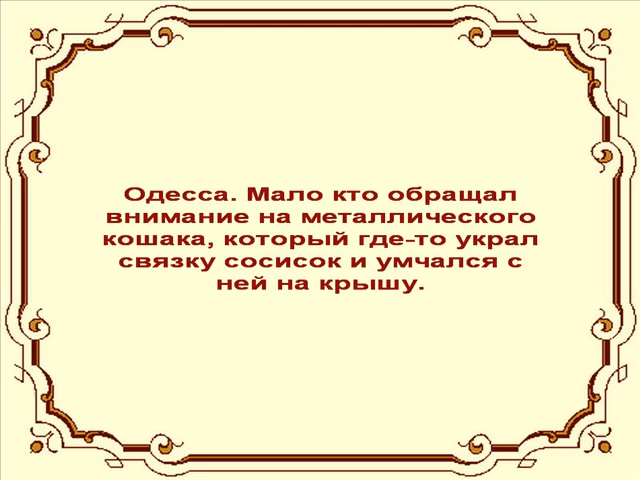 Одесса. Мало кто обращал
внимание на металлического
кошака, который где-то украл
связку сосисок и умчался с
ней на крышу.